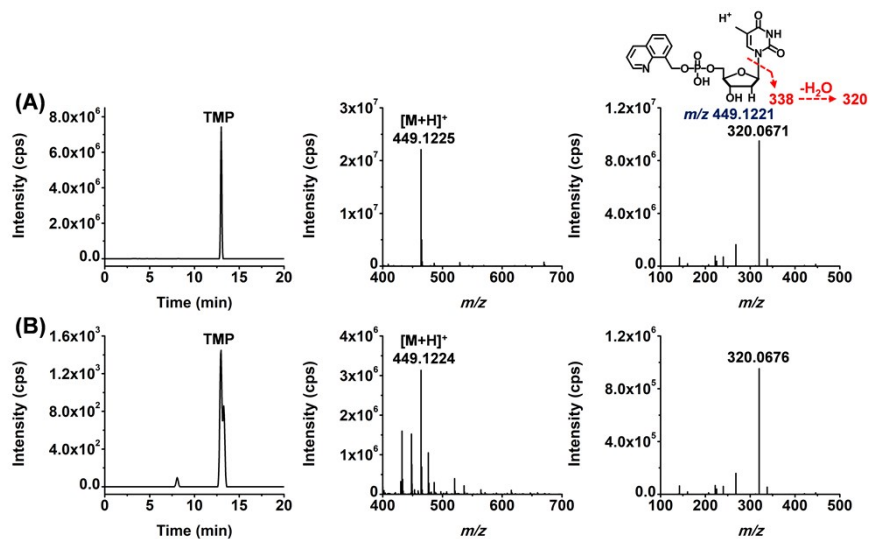 H⁺
O
NH
N
O
N
O
O-P-O
OH
O
OH H
338 -H₂O 320
m/z 449.1221
(A)
TMP
8.0x10⁶
6.0x10⁶
4.0x10⁶
2.0x10⁶
0.0
Intensity (cps)
0 5 10 15 20
Time (min)
[M+H]⁺
449.1225
3x10⁷
2x10⁷
1x10⁷
0
Intensity (cps)
400 500 600 700
m/z
320.0671
1.2x10⁷
9.0x10⁶
6.0x10⁶
3.0x10⁶
0.0
Intensity (cps)
100 200 300 400 500
m/z
(B)
TMP
1.6x10³
1.2x10³
8.0x10²
4.0x10²
0.0
Intensity (cps)
0 5 10 15 20
Time (min)
[M+H]⁺
449.1224
4x10⁶
3x10⁶
2x10⁶
1x10⁶
0
Intensity (cps)
400 500 600 700
m/z
320.0676
1.2x10⁶
8.0x10⁵
4.0x10⁵
0.0
Intensity (cps)
100 200 300 400 500
m/z